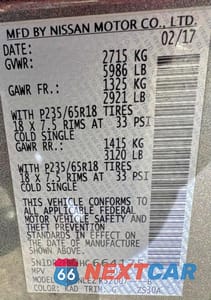 MFD BY NISSAN MOTOR CO., LTD.
DATE: 02/17
GVWR: 2715 KG
5986 LB
GAWR FR: 1325 KG
2921 LB
WITH P235/65R18 TIRES
18 x 7.5 RIMS AT 33 PSI
COLD SINGLE
GAWR RR: 1415 KG
3120 LB
WITH P235/65R18 TIRES
18 x 7.5 RIMS AT 33 PSI
COLD SINGLE
THIS VEHICLE CONFORMS TO
ALL APPLICABLE FEDERAL
MOTOR VEHICLE SAFETY AND
THEFT PREVENTION
STANDARDS IN EFFECT ON
THE DATE OF MANUFACTURE
SHOWN ABOVE.
MPV
66 NEXTCAR
COLOR: KAD TRIM: